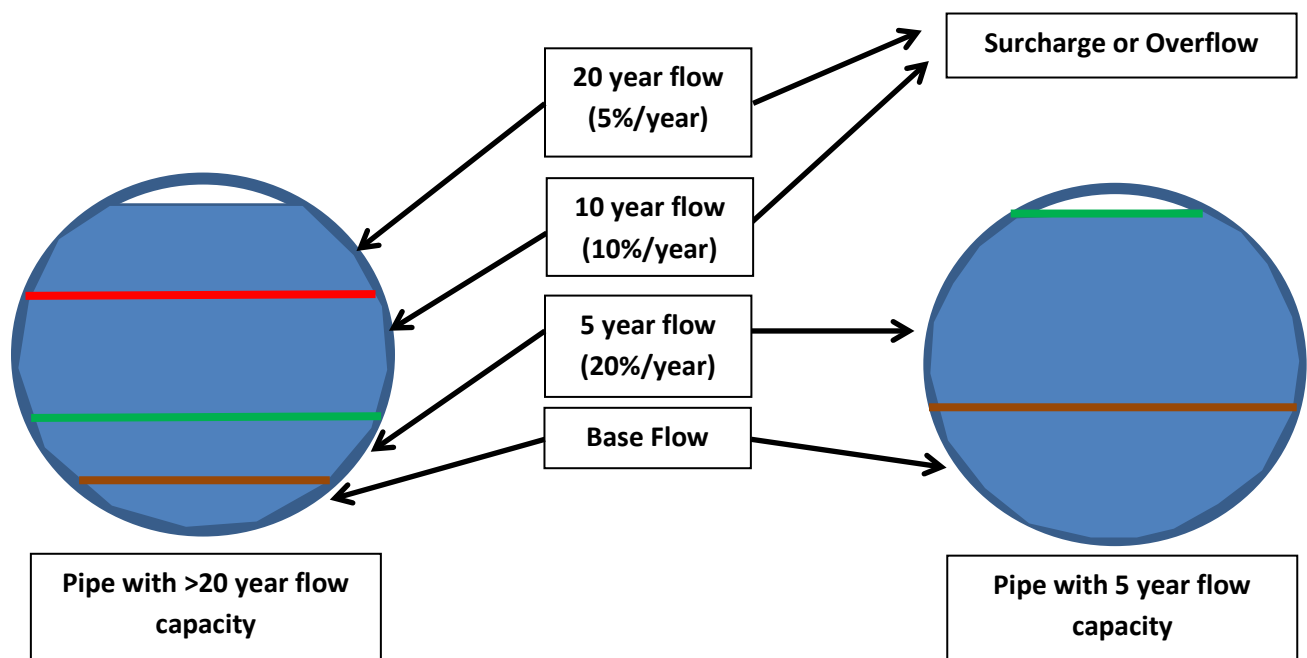 Surcharge or Overflow
20 year flow
(5%/year)
10 year flow
(10%/year)
5 year flow
(20%/year)
Base Flow
Pipe with >20 year flow
capacity
Pipe with 5 year flow
capacity